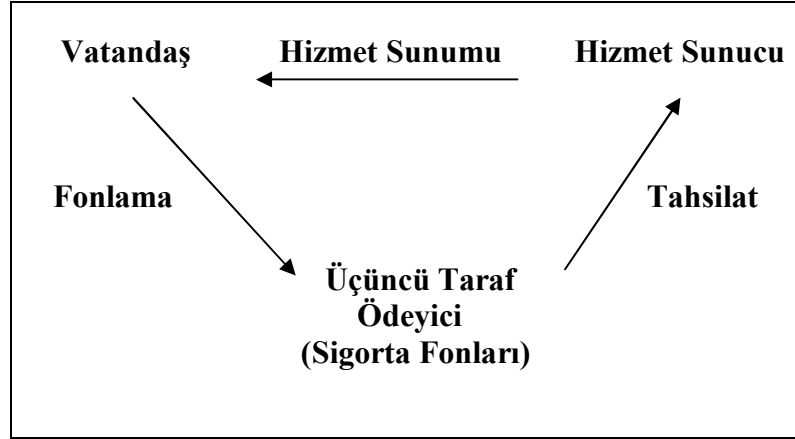 Vatandaş Hizmet Sunumu Hizmet Sunucu
Fonlama Tahsilat
Üçüncü Taraf
Ödeyici
(Sigorta Fonları)